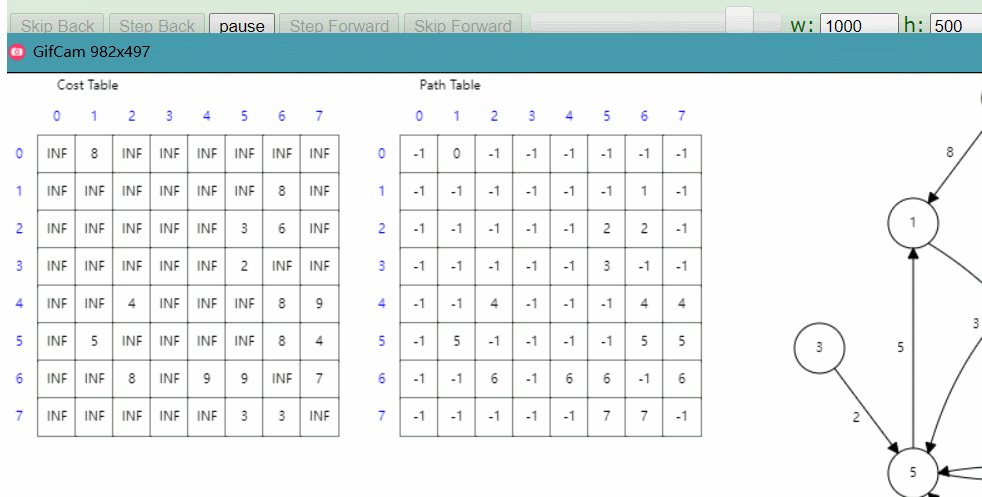 Skip Back Step Back pause Step Forward Skip Forward w: 1000 h: 500
GifCam 982x497
Cost Table Path Table
0 1 2 3 4 5 6 7 0 1 2 3 4 5 6 7
0 INF 8 INF INF INF INF INF INF 0 -1 0 -1 -1 -1 -1 -1 -1
8
1 INF INF INF INF INF INF 8 INF 1 -1 -1 -1 -1 -1 -1 1 -1
2 INF INF INF INF INF 3 6 INF 2 -1 -1 -1 -1 -1 2 2 -1
1
3 INF INF INF INF INF 2 INF INF 3 -1 -1 -1 -1 -1 3 -1 -1
4 INF INF 4 INF INF INF 8 9 4 -1 -1 4 -1 -1 -1 4 4
3
5 INF 5 INF INF INF INF 8 4 5 -1 5 -1 -1 -1 -1 5 5
3 5
6 INF INF 8 INF 9 9 INF 7 6 -1 -1 6 -1 6 6 -1 6
7 INF INF INF INF INF 3 3 INF 7 -1 -1 -1 -1 -1 7 7 -1
2
5